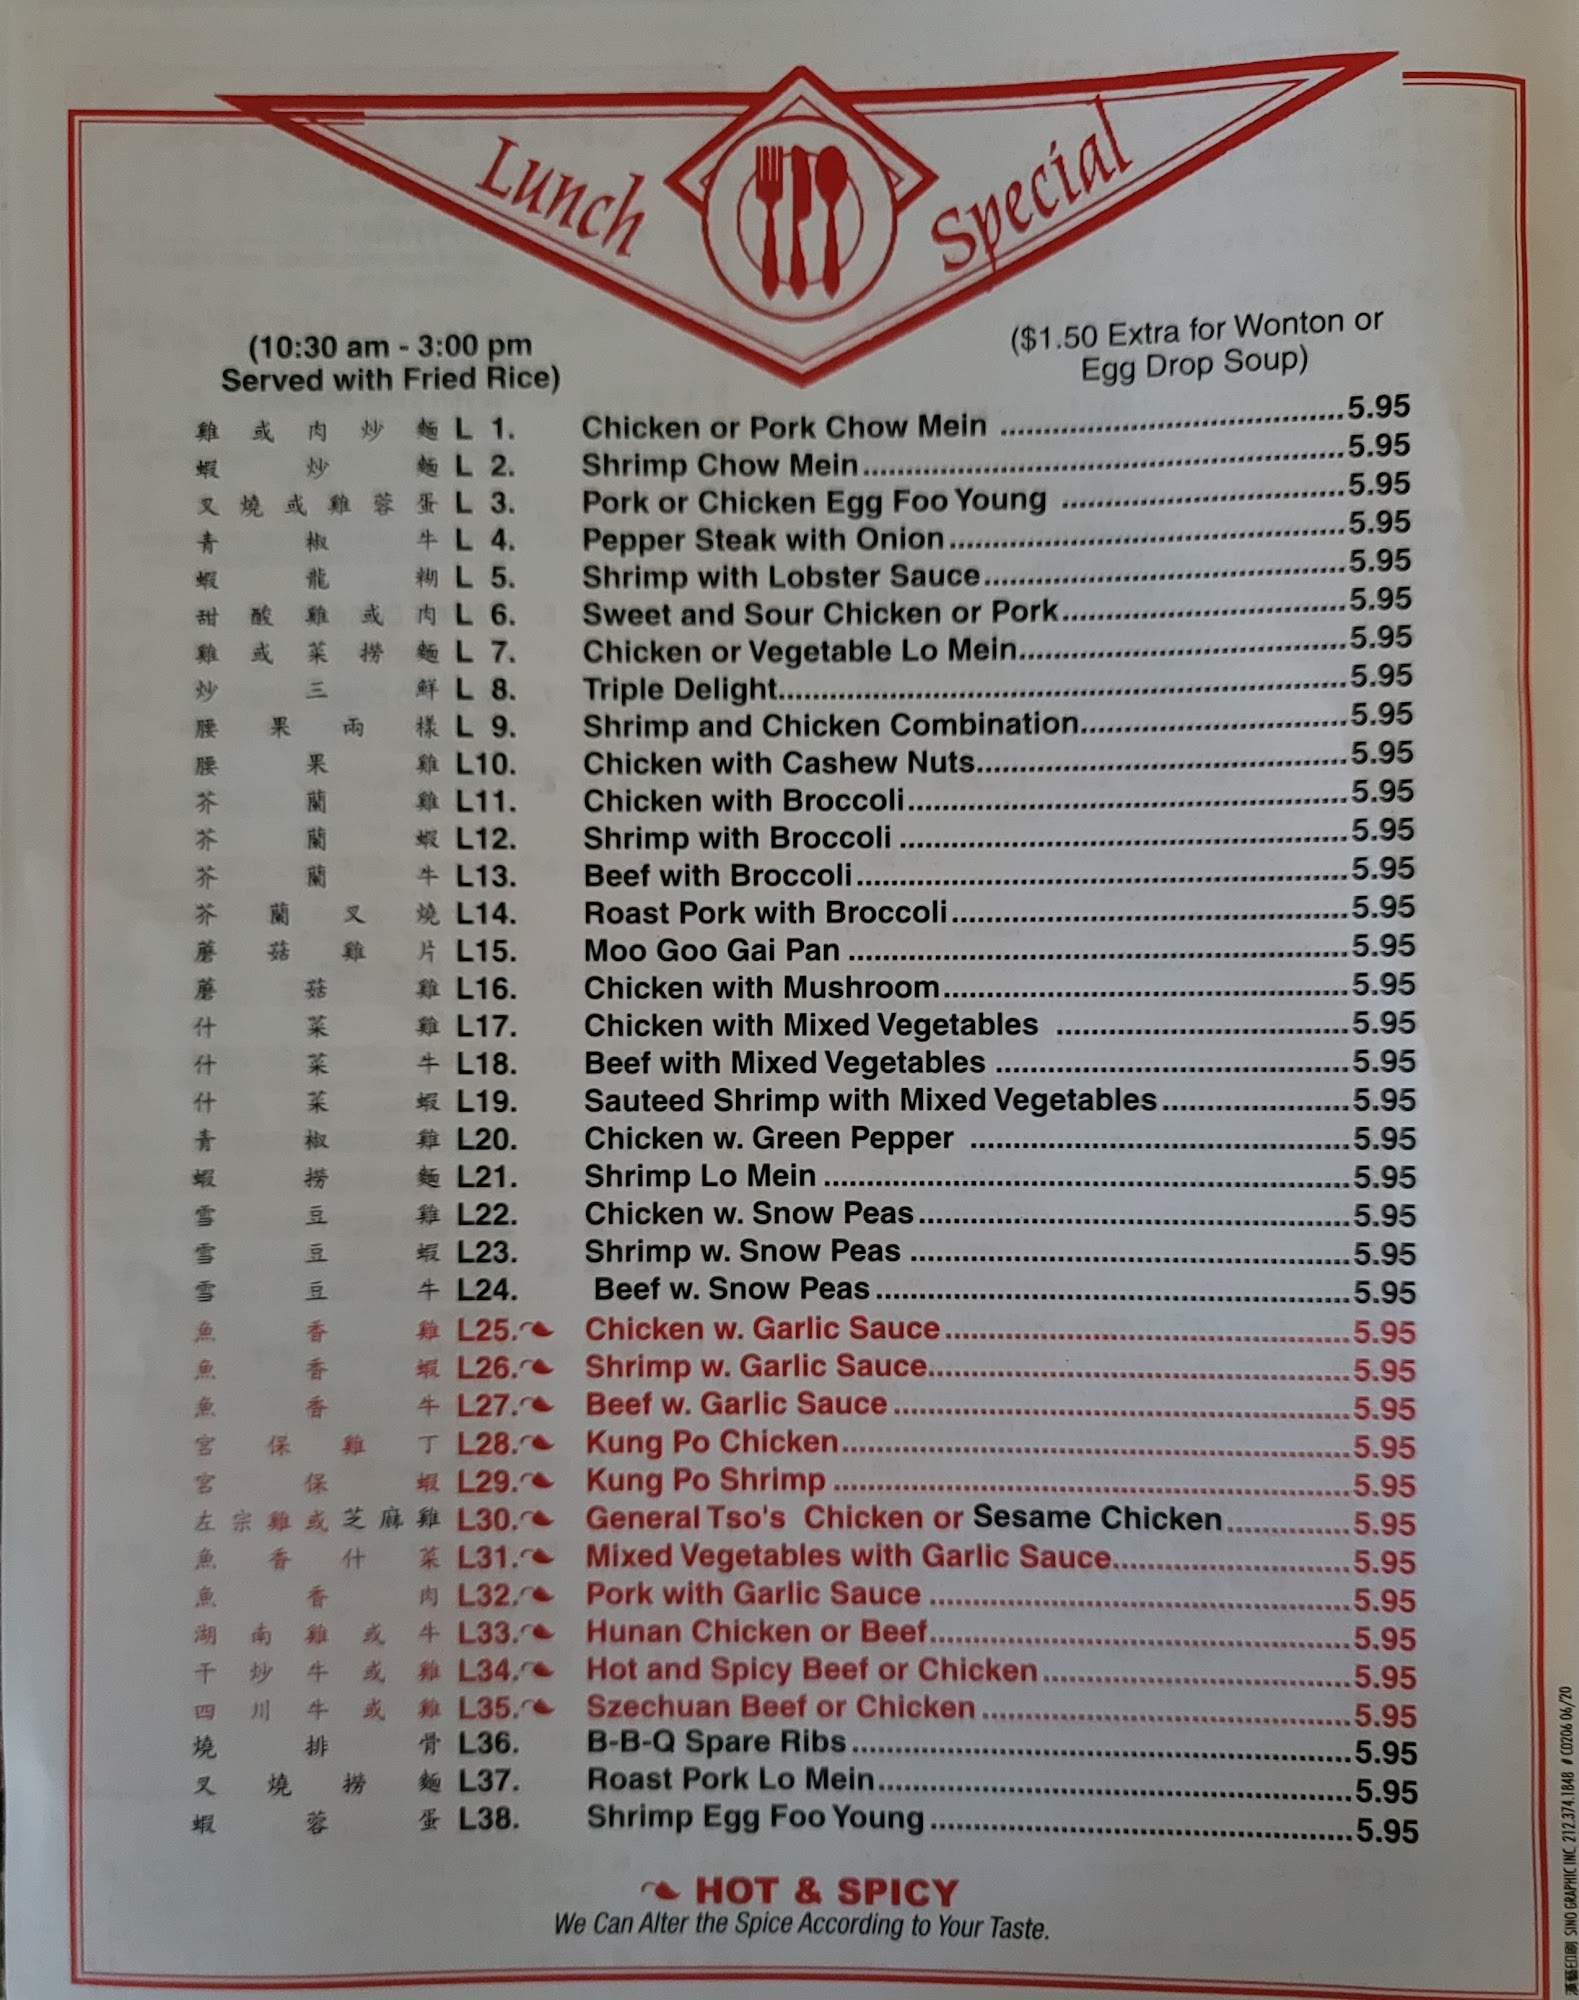 Lunch Special
(10:30 am - 3:00 pm
Served with Fried Rice)
($1.50 Extra for Wonton or
Egg Drop Soup)
雞或肉炒麵 L 1. Chicken or Pork Chow Mein ..... 5.95
蝦炒麵 L 2. Shrimp Chow Mein ..... 5.95
叉燒或雞蓉蛋 L 3. Pork or Chicken Egg Foo Young ..... 5.95
青椒牛 L 4. Pepper Steak with Onion ..... 5.95
蝦龍糊 L 5. Shrimp with Lobster Sauce ..... 5.95
甜酸雞或肉 L 6. Sweet and Sour Chicken or Pork ..... 5.95
雞或菜撈麵 L 7. Chicken or Vegetable Lo Mein ..... 5.95
炒三鮮 L 8. Triple Delight ..... 5.95
腰果兩樣 L 9. Shrimp and Chicken Combination ..... 5.95
腰果雞 L10. Chicken with Cashew Nuts ..... 5.95
芥蘭雞 L11. Chicken with Broccoli ..... 5.95
芥蘭蝦 L12. Shrimp with Broccoli ..... 5.95
芥蘭牛 L13. Beef with Broccoli ..... 5.95
芥蘭叉燒 L14. Roast Pork with Broccoli ..... 5.95
蘑菇雞片 L15. Moo Goo Gai Pan ..... 5.95
蘑菇雞 L16. Chicken with Mushroom ..... 5.95
什菜雞 L17. Chicken with Mixed Vegetables ..... 5.95
什菜牛 L18. Beef with Mixed Vegetables ..... 5.95
什菜蝦 L19. Sauteed Shrimp with Mixed Vegetables ..... 5.95
青椒雞 L20. Chicken w. Green Pepper ..... 5.95
蝦撈麵 L21. Shrimp Lo Mein ..... 5.95
雪豆雞 L22. Chicken w. Snow Peas ..... 5.95
雪豆蝦 L23. Shrimp w. Snow Peas ..... 5.95
雪豆牛 L24. Beef w. Snow Peas ..... 5.95
魚香雞 L25. Chicken w. Garlic Sauce ..... 5.95
魚香蝦 L26. Shrimp w. Garlic Sauce ..... 5.95
魚香牛 L27. Beef w. Garlic Sauce ..... 5.95
宮保雞丁 L28. Kung Po Chicken ..... 5.95
宮保蝦 L29. Kung Po Shrimp ..... 5.95
左宗雞或芝麻雞 L30. General Tso's Chicken or Sesame Chicken ..... 5.95
魚香什菜 L31. Mixed Vegetables with Garlic Sauce ..... 5.95
魚香肉 L32. Pork with Garlic Sauce ..... 5.95
湖南雞或牛 L33. Hunan Chicken or Beef ..... 5.95
干炒牛或雞 L34. Hot and Spicy Beef or Chicken ..... 5.95
四川牛或雞 L35. Szechuan Beef or Chicken ..... 5.95
燒排骨 L36. B-B-Q Spare Ribs ..... 5.95
叉燒撈麵 L37. Roast Pork Lo Mein ..... 5.95
蝦蓉蛋 L38. Shrimp Egg Foo Young ..... 5.95
HOT & SPICY
We Can Alter the Spice According to Your Taste.
漢藝印刷 SINO GRAPHIC INC. 212.374.1848 #C0206 06/20